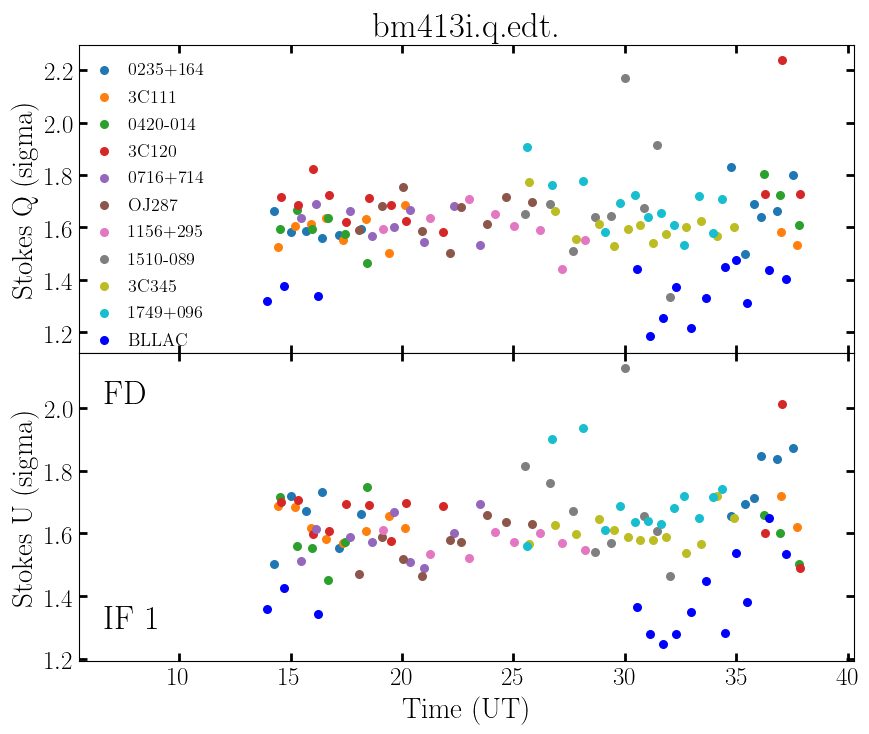 bm413i.q.edt.
Stokes Q (sigma)
2.2
2.0
1.8
1.6
1.4
1.2
0235+164
3C111
0420-014
3C120
0716+714
OJ287
1156+295
1510-089
3C345
1749+096
BLLAC
Stokes U (sigma)
2.0
1.8
1.6
1.4
1.2
FD
IF 1
10 15 20 25 30 35 40
Time (UT)